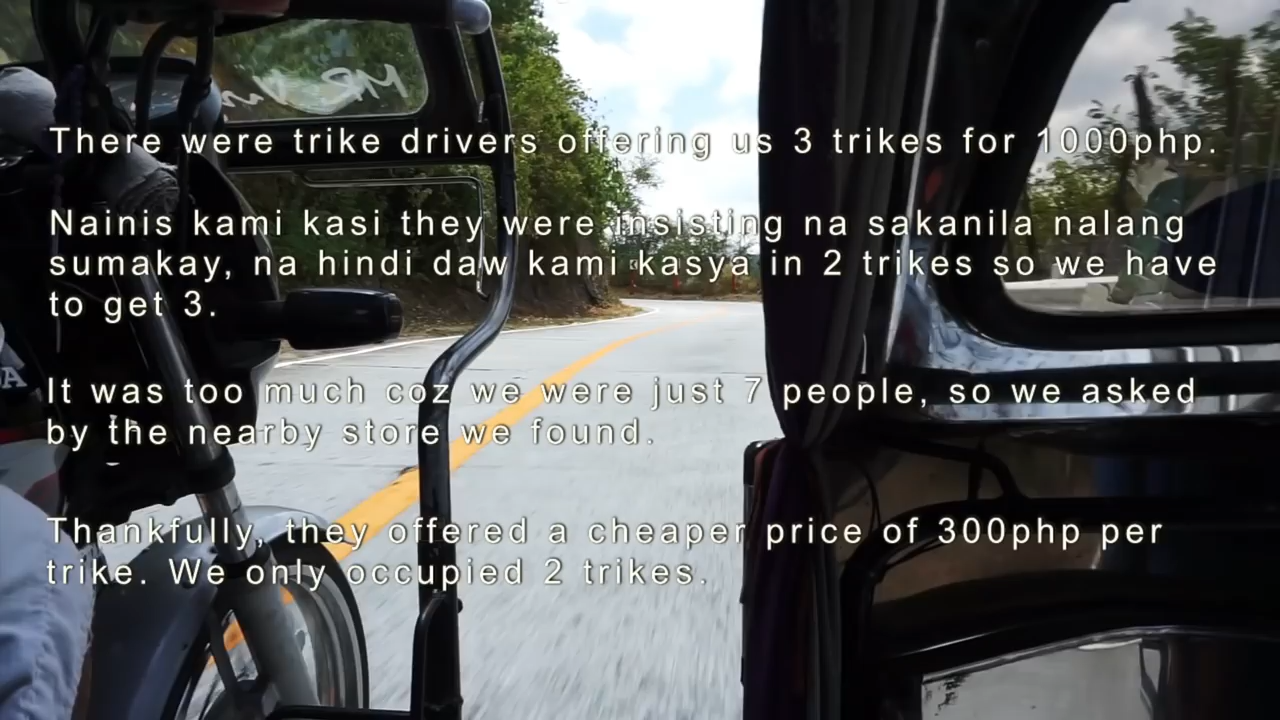 MR
There were trike drivers offering us 3 trikes for 1000php.
Nainis kami kasi they were insisting na sakanila nalang
sumakay, na hindi daw kami kasya in 2 trikes so we have
to get 3.
It was too much coz we were just 7 people, so we asked
by the nearby store we found.
Thankfully, they offered a cheaper price of 300php per
trike. We only occupied 2 trikes.